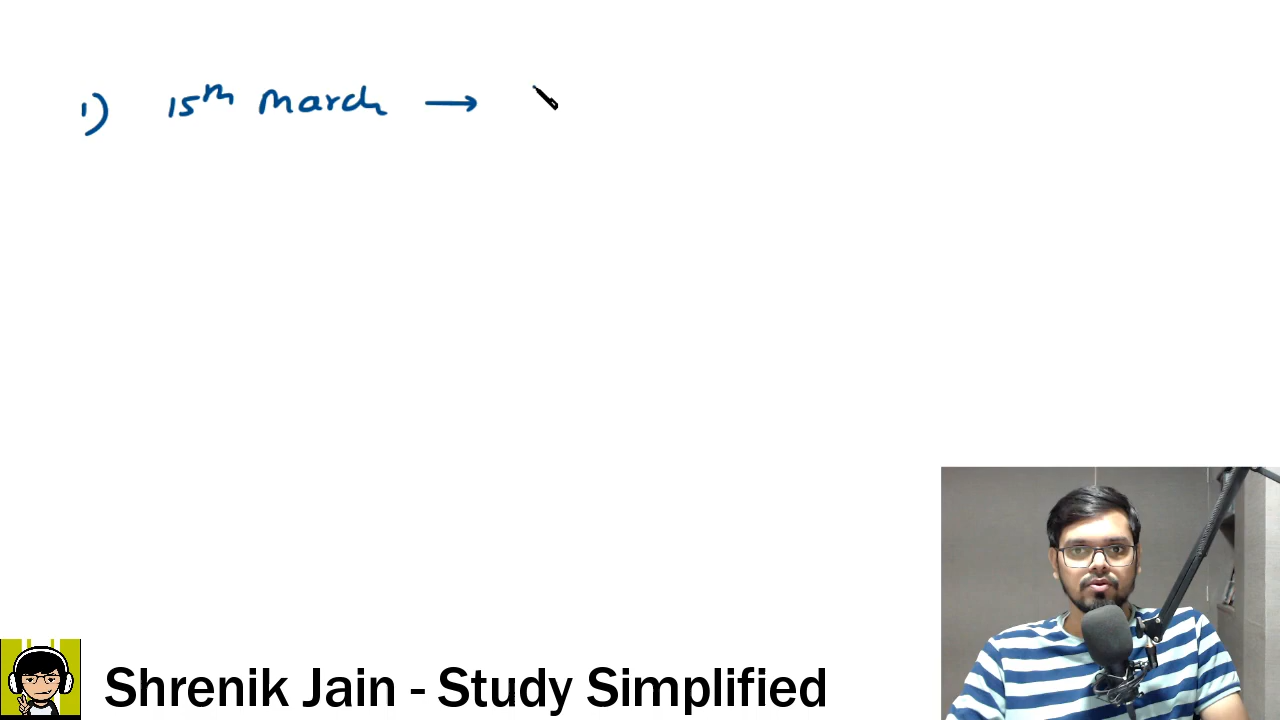 1) 15th March →
Shrenik Jain - Study Simplified